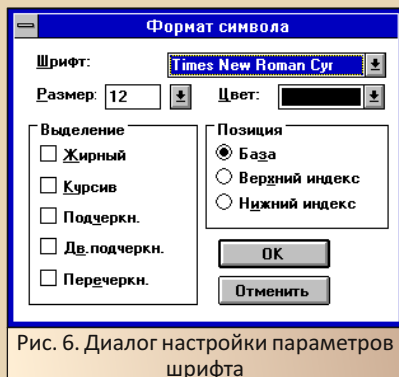 Формат символа
Шрифт: Times New Roman Cyr
Размер: 12 Цвет:
Выделение
Жирный
Курсив
Подчеркн.
Дв.подчеркн.
Перечеркн.
Позиция
База
Верхний индекс
Нижний индекс
OK
Отменить
Рис. 6. Диалог настройки параметров
шрифта